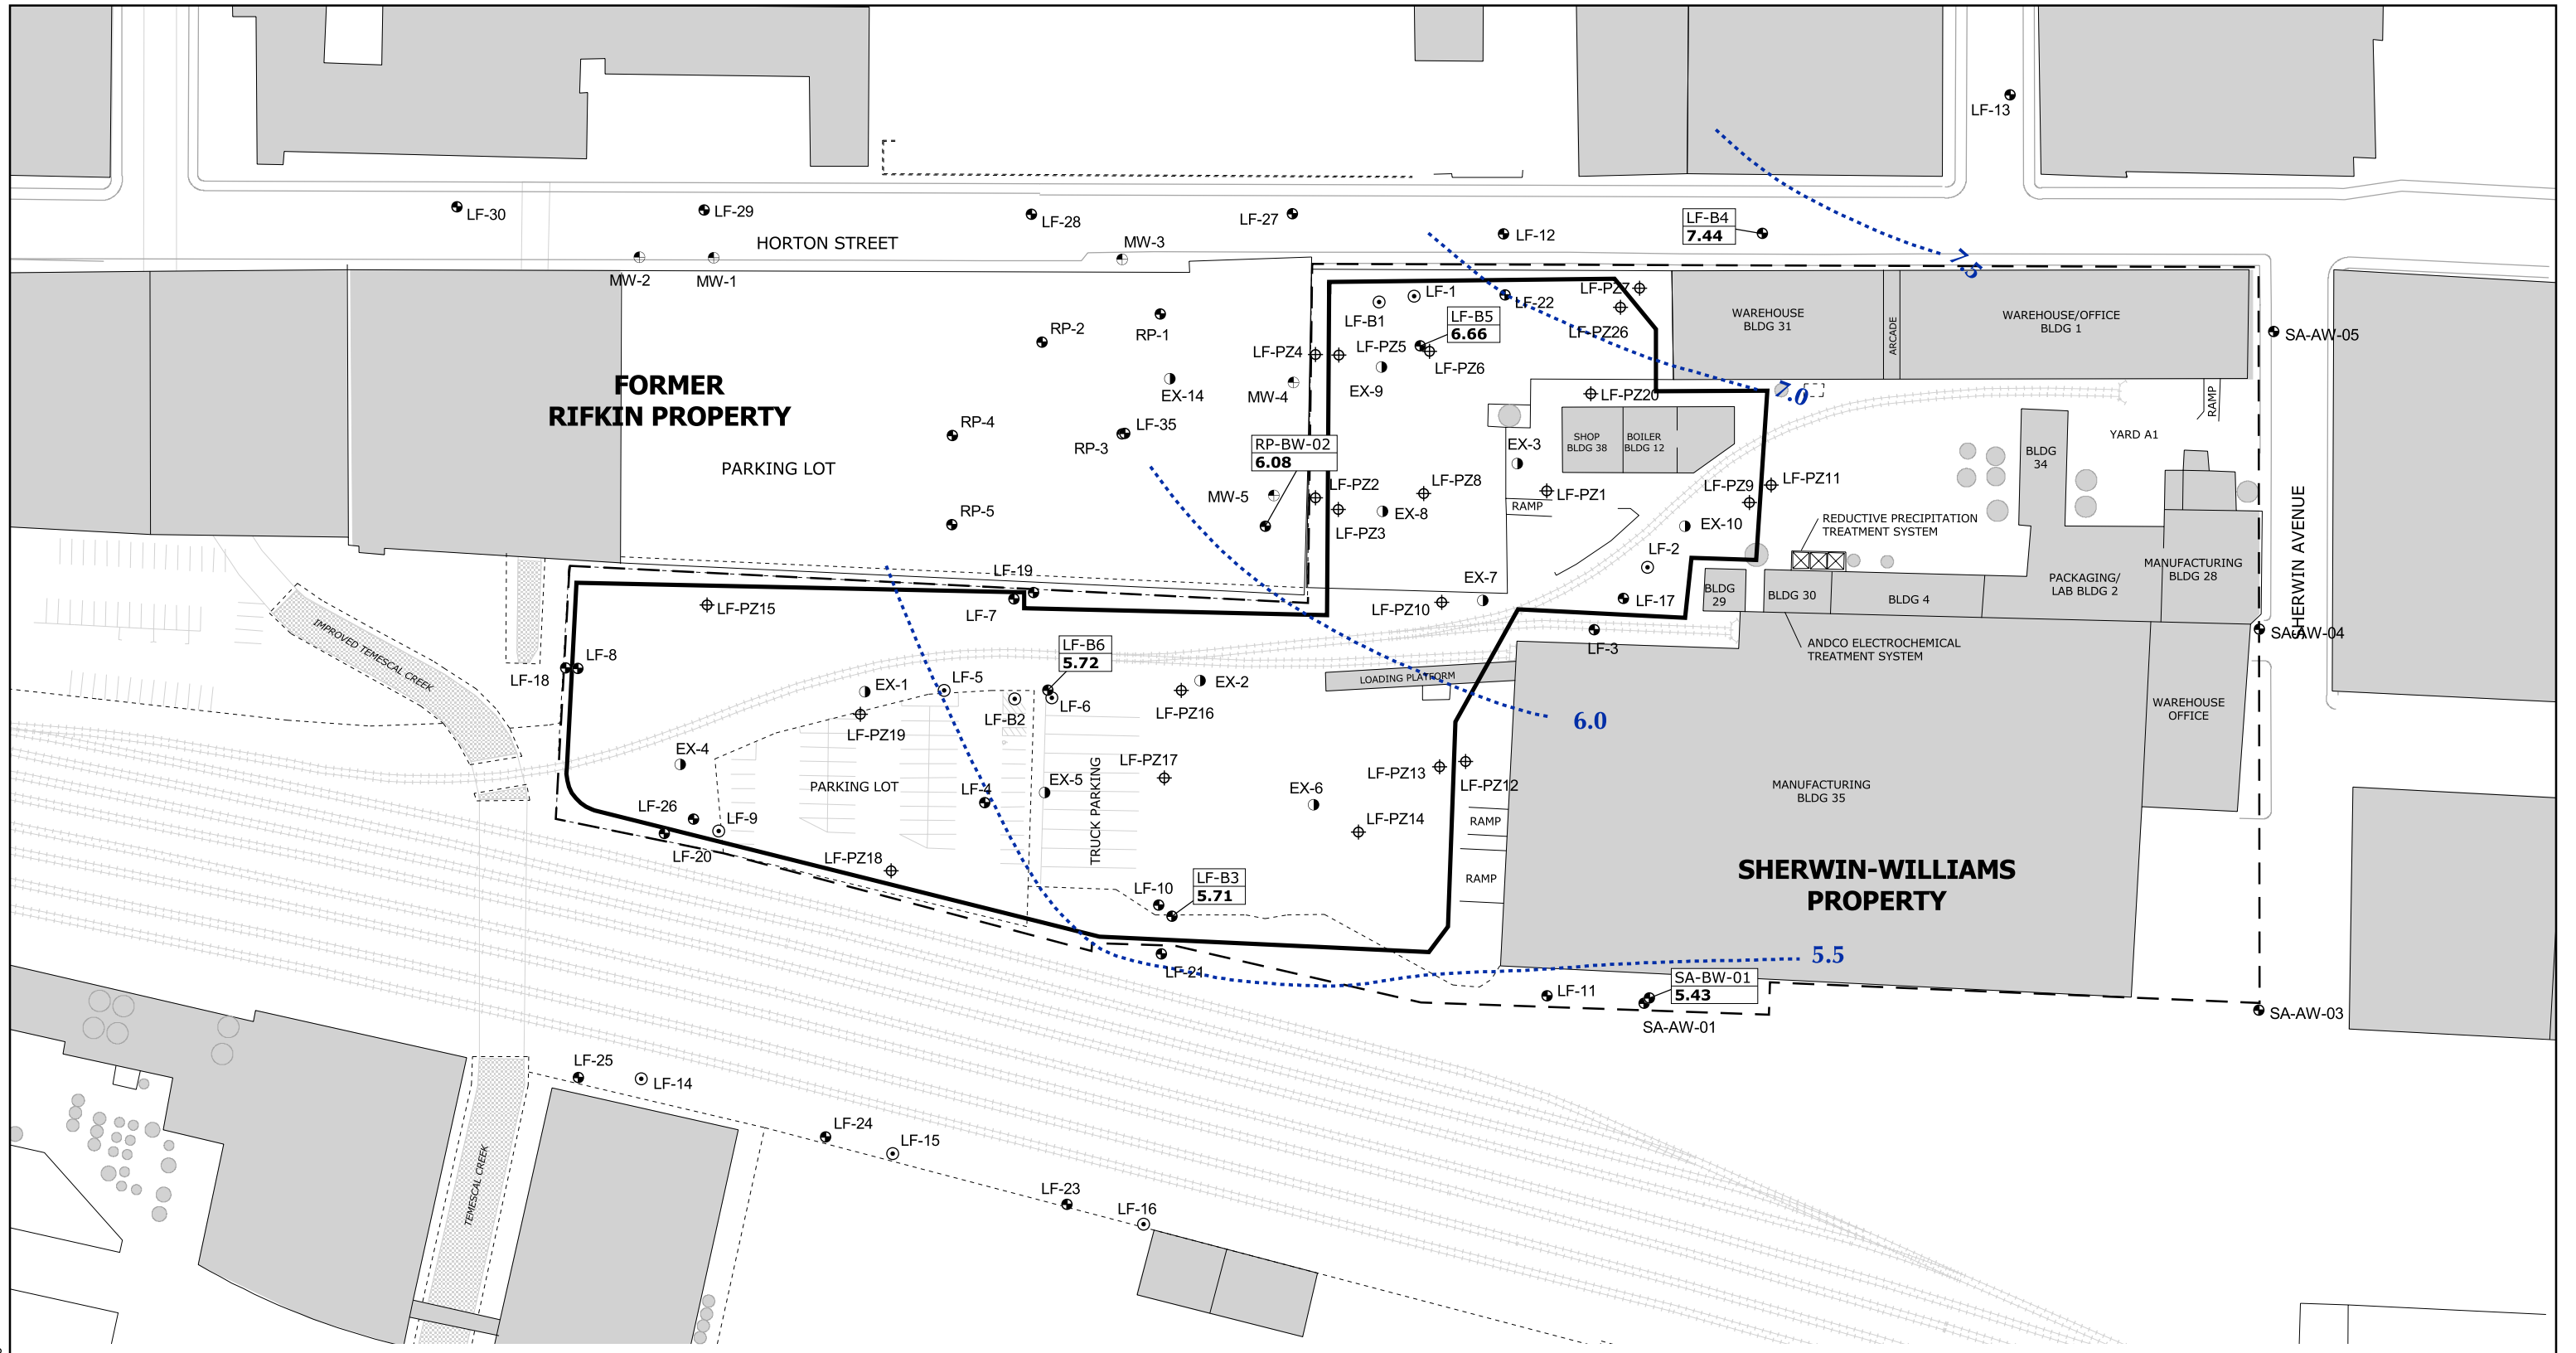 LF-13
LF-30
LF-29
LF-28
LF-27
LF-12
LF-B4
7.44
HORTON STREET
MW-3
7.5
MW-2
MW-1
LF-PZ7
LF-1
LF-22
LF-B1
LF-B5
6.66
LF-PZ26
WAREHOUSE
BLDG 31
ARCADE
WAREHOUSE/OFFICE
BLDG 1
SA-AW-05
RP-2
RP-1
LF-PZ4
LF-PZ5
LF-PZ6
EX-9
FORMER
RIFKIN PROPERTY
EX-14
MW-4
7.0
LF-PZ20
RAMP
RP-4
LF-35
RP-3
RP-BW-02
6.08
EX-3
SHOP
BLDG 38
BOILER
BLDG 12
YARD A1
BLDG
34
PARKING LOT
MW-5
LF-PZ2
LF-PZ8
LF-PZ1
LF-PZ9
LF-PZ11
RP-5
RAMP
EX-8
LF-PZ3
EX-10
REDUCTIVE PRECIPITATION
TREATMENT SYSTEM
SHERWIN AVENUE
LF-2
LF-19
EX-7
MANUFACTURING
BLDG 28
PACKAGING/
LAB BLDG 2
BLDG
29
BLDG 30
BLDG 4
LF-7
LF-PZ10
LF-17
LF-PZ15
IMPROVED TEMESCAL CREEK
LF-B6
5.72
LF-3
ANDCO ELECTROCHEMICAL
TREATMENT SYSTEM
SA-AW-04
LF-8
LF-18
EX-1
LF-5
LF-6
LF-B2
EX-2
LF-PZ16
LOADING PLATFORM
6.0
WAREHOUSE
OFFICE
LF-PZ19
EX-4
PARKING LOT
LF-4
EX-5
LF-PZ17
TRUCK PARKING
EX-6
LF-PZ13
LF-PZ12
MANUFACTURING
BLDG 35
LF-26
LF-9
LF-20
RAMP
LF-PZ14
LF-PZ18
RAMP
SHERWIN-WILLIAMS
PROPERTY
LF-10
LF-B3
5.71
LF-21
5.5
LF-11
SA-BW-01
5.43
SA-AW-01
SA-AW-03
LF-25
LF-14
LF-24
LF-15
TEMESCAL CREEK
LF-23
LF-16